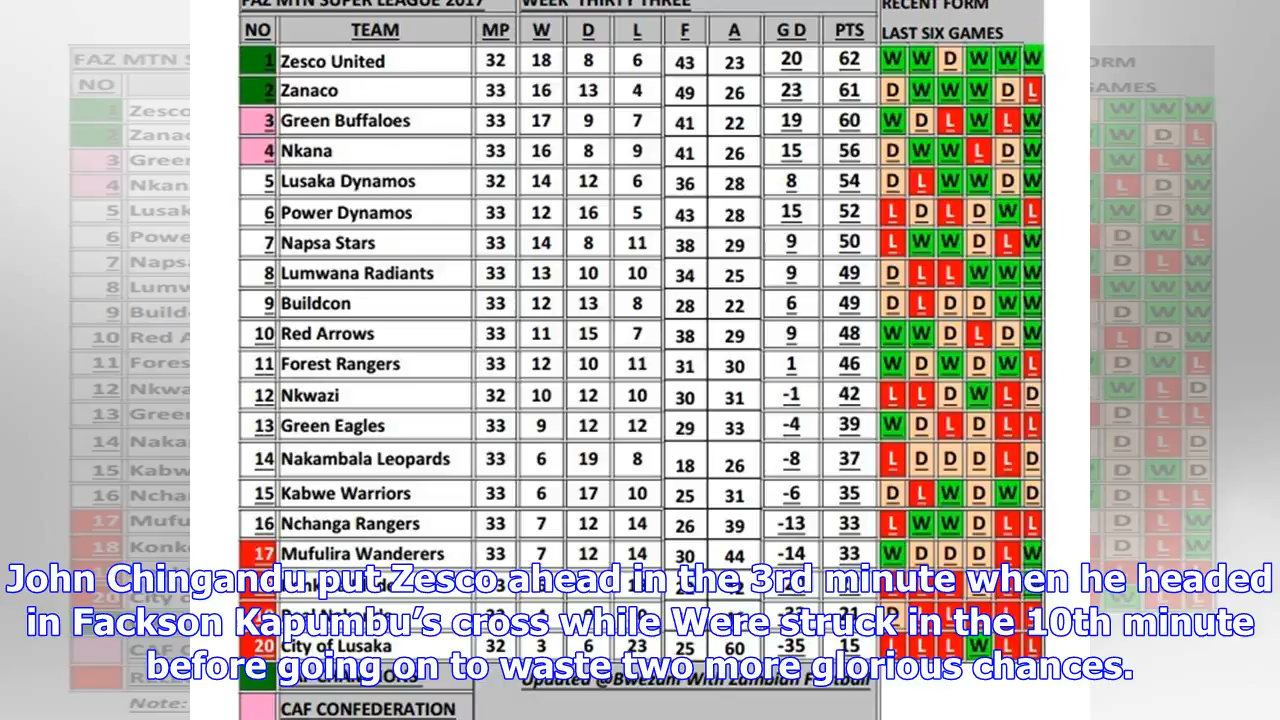 FAZ MTN SUPER LEAGUE 2017 WEEK THIRTY THREE RECENT FORM
NO TEAM MP W D L F A G D PTS LAST SIX GAMES
1 Zesco United 32 18 8 6 43 23 20 62 W W D W W W
2 Zanaco 33 16 13 4 49 26 23 61 D W W W D L
3 Green Buffaloes 33 17 9 7 41 22 19 60 W D L W L W
4 Nkana 33 16 8 9 41 26 15 56 D W W L D W
5 Lusaka Dynamos 32 14 12 6 36 28 8 54 D L W W D W
6 Power Dynamos 33 12 16 5 43 28 15 52 L D L D W L
7 Napsa Stars 33 14 8 11 38 29 9 50 L W W D L W
8 Lumwana Radiants 33 13 10 10 34 25 9 49 D L L W W W
9 Buildcon 33 12 13 8 28 22 6 49 D L D D W W
10 Red Arrows 33 11 15 7 38 29 9 48 W W D L D W
11 Forest Rangers 33 12 10 11 31 30 1 46 W D W D W L
12 Nkwazi 32 10 12 10 30 31 -1 42 L L D W L D
13 Green Eagles 33 9 12 12 29 33 -4 39 W D L D L L
14 Nakambala Leopards 33 6 19 8 18 26 -8 37 L D D D L D
15 Kabwe Warriors 33 6 17 10 25 31 -6 35 D L W D W D
16 Nchanga Rangers 33 7 12 14 26 39 -13 33 L W W D L L
17 Mufulira Wanderers 33 7 12 14 30 44 -14 33 W D D D L W
20 City of Lusaka 32 3 6 23 25 60 -35 15 L L L W L L
Updated @Bwezum With Zambian Football
CAF CONFEDERATION
John Chingandu put Zesco ahead in the 3rd minute when he headed
in Fackson Kapumbu’s cross while Were struck in the 10th minute
before going on to waste two more glorious chances.